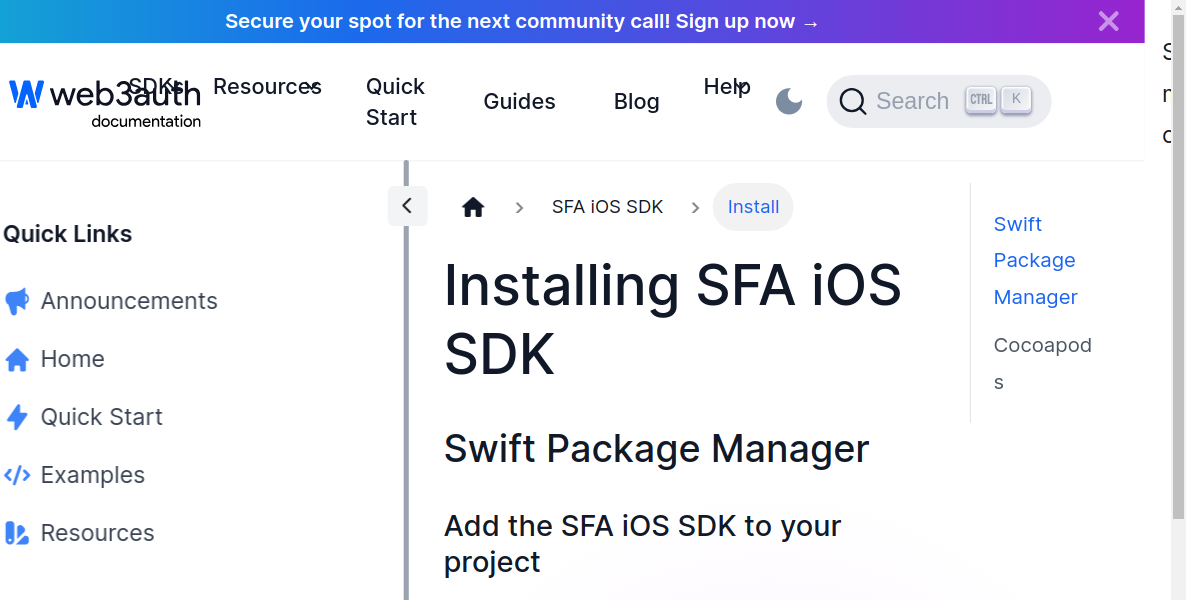 Secure your spot for the next community call! Sign up now →
web3auth
documentation
SDKs
Resources
Quick
Start
Guides
Blog
Help
Search
CTRL
K
Quick Links
Announcements
Home
Quick Start
Examples
Resources
SFA iOS SDK
Install
Installing SFA iOS
SDK
Swift Package Manager
Add the SFA iOS SDK to your
project
Swift
Package
Manager
Cocoapod
s